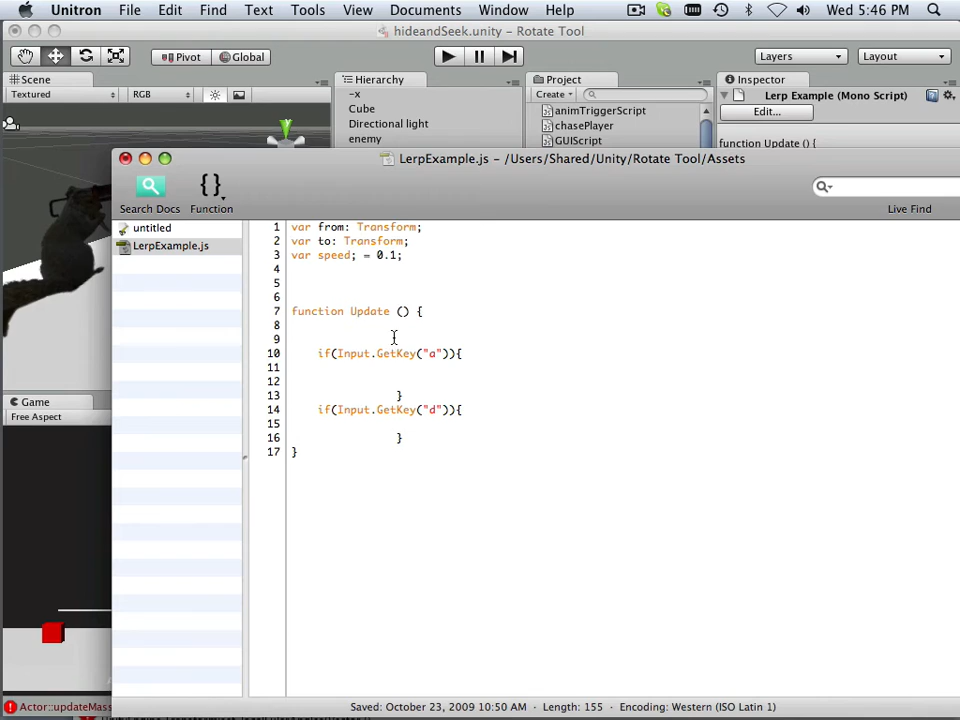 Unitron File Edit Find Text Tools View Documents Window Help Wed 5:46 PM
hideandSeek.unity - Rotate Tool
Pivot Global Layers Layout
Scene Hierarchy Project Inspector
Textured RGB
-x
Cube
Directional light
enemy
Create
animTriggerScript
chasePlayer
GUIScript
Lerp Example (Mono Script)
Edit...
function Update () {
LerpExample.js - /Users/Shared/Unity/Rotate Tool/Assets
Search Docs
{}
Function
Live Find
untitled
LerpExample.js
1 var from: Transform;
2 var to: Transform;
3 var speed; = 0.1;
4
5
6
7 function Update () {
8
9
10 if(Input.GetKey("a")){
11
12
13 }
14 if(Input.GetKey("d")){
15
16 }
17 }
Game
Free Aspect
Actor::updateMass
Saved: October 23, 2009 10:50 AM - Length: 155 - Encoding: Western (ISO Latin 1)